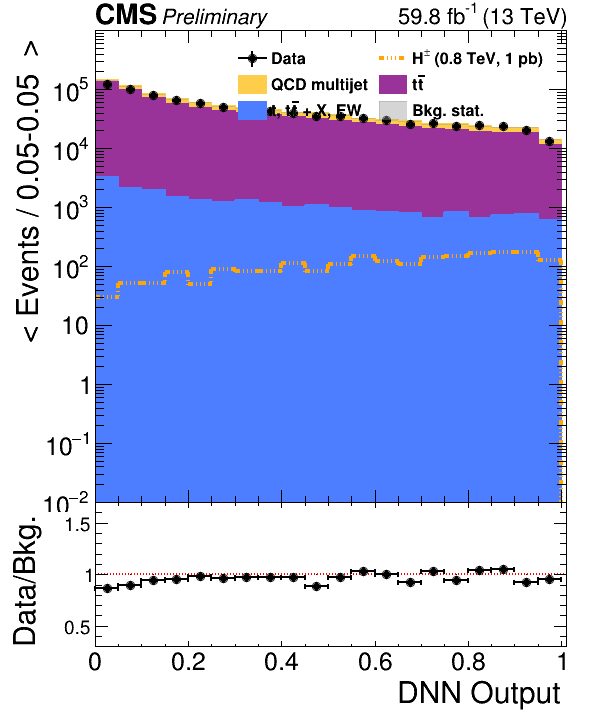 CMS Preliminary 59.8 fb⁻¹ (13 TeV)
< Events / 0.05-0.05 >
Data
H± (0.8 TeV, 1 pb)
QCD multijet
tt̄
t, tt̄ + X, EW
Bkg. stat.
10⁵
10⁴
10³
10²
10
1
10⁻¹
10⁻²
Data/Bkg.
1.5
1
0.5
0 0.2 0.4 0.6 0.8 1
DNN Output